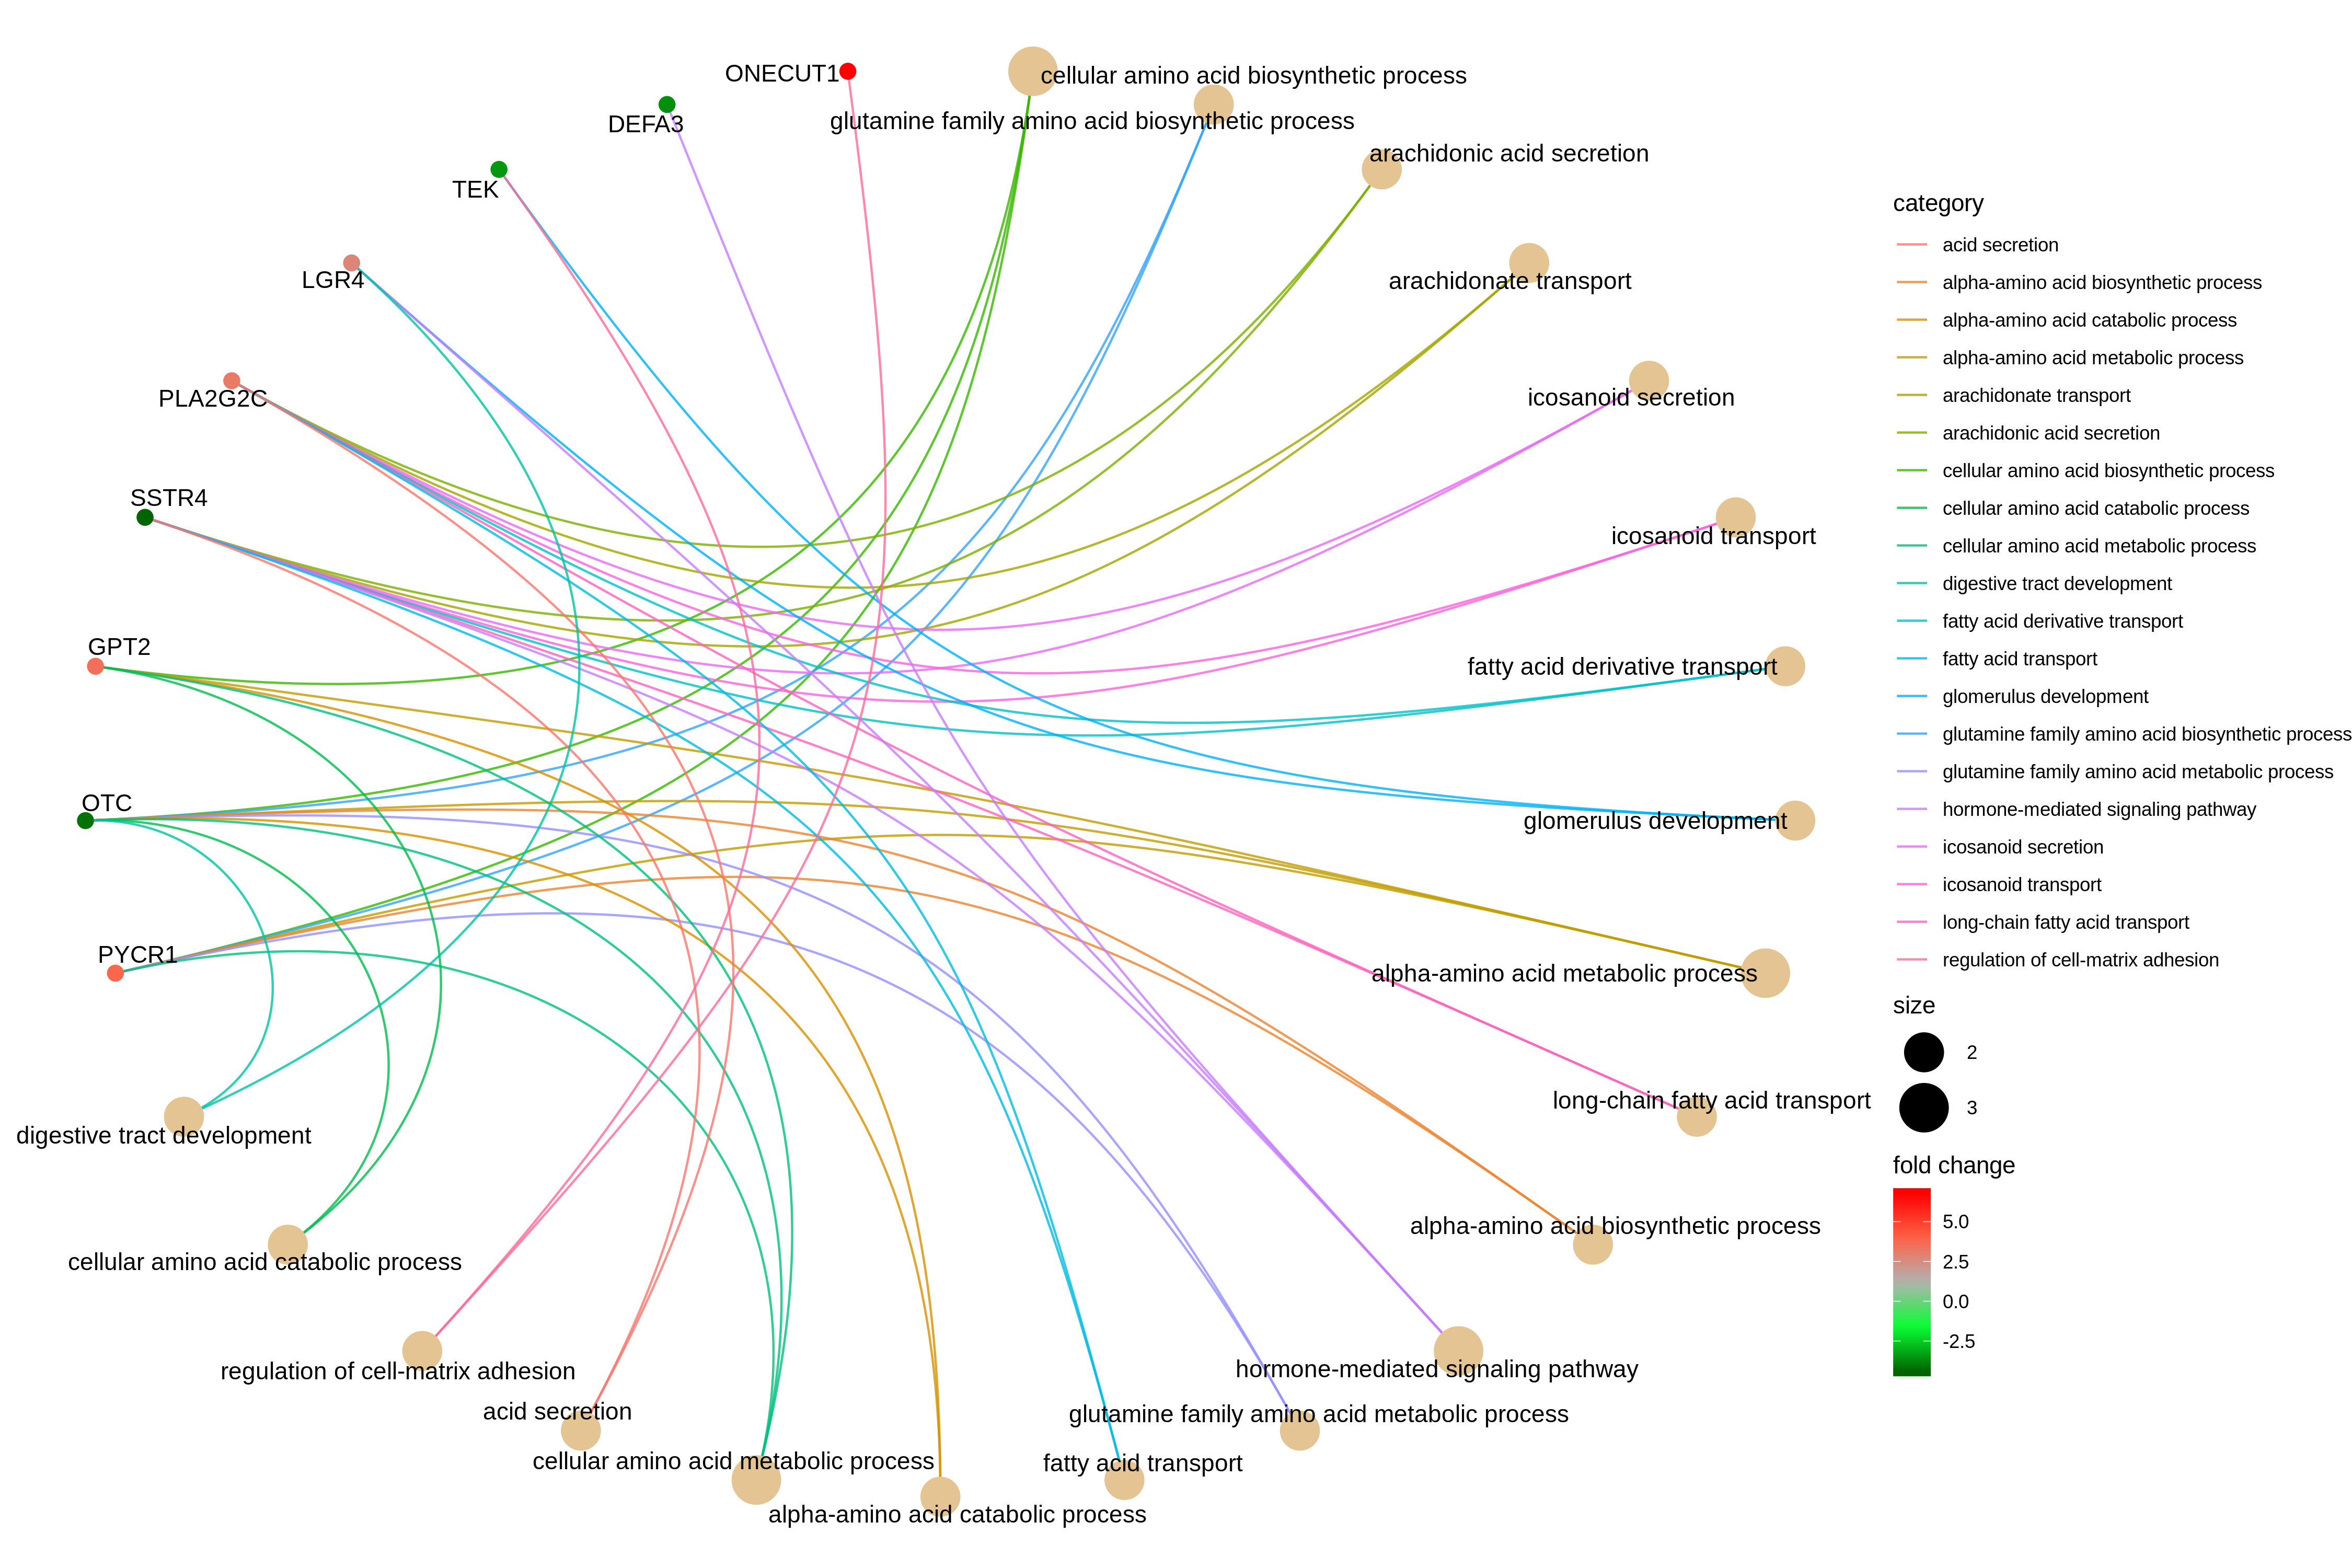 ONECUT1
cellular amino acid biosynthetic process
DEFA3
glutamine family amino acid biosynthetic process
arachidonic acid secretion
TEK
LGR4
arachidonate transport
PLA2G2C
icosanoid secretion
SSTR4
icosanoid transport
GPT2
fatty acid derivative transport
OTC
glomerulus development
PYCR1
alpha-amino acid metabolic process
long-chain fatty acid transport
digestive tract development
alpha-amino acid biosynthetic process
cellular amino acid catabolic process
regulation of cell-matrix adhesion
hormone-mediated signaling pathway
acid secretion
glutamine family amino acid metabolic process
cellular amino acid metabolic process
fatty acid transport
alpha-amino acid catabolic process
category
acid secretion
alpha-amino acid biosynthetic process
alpha-amino acid catabolic process
alpha-amino acid metabolic process
arachidonate transport
arachidonic acid secretion
cellular amino acid biosynthetic process
cellular amino acid catabolic process
cellular amino acid metabolic process
digestive tract development
fatty acid derivative transport
fatty acid transport
glomerulus development
glutamine family amino acid biosynthetic process
glutamine family amino acid metabolic process
hormone-mediated signaling pathway
icosanoid secretion
icosanoid transport
long-chain fatty acid transport
regulation of cell-matrix adhesion
size
2
3
fold change
5.0
2.5
0.0
-2.5